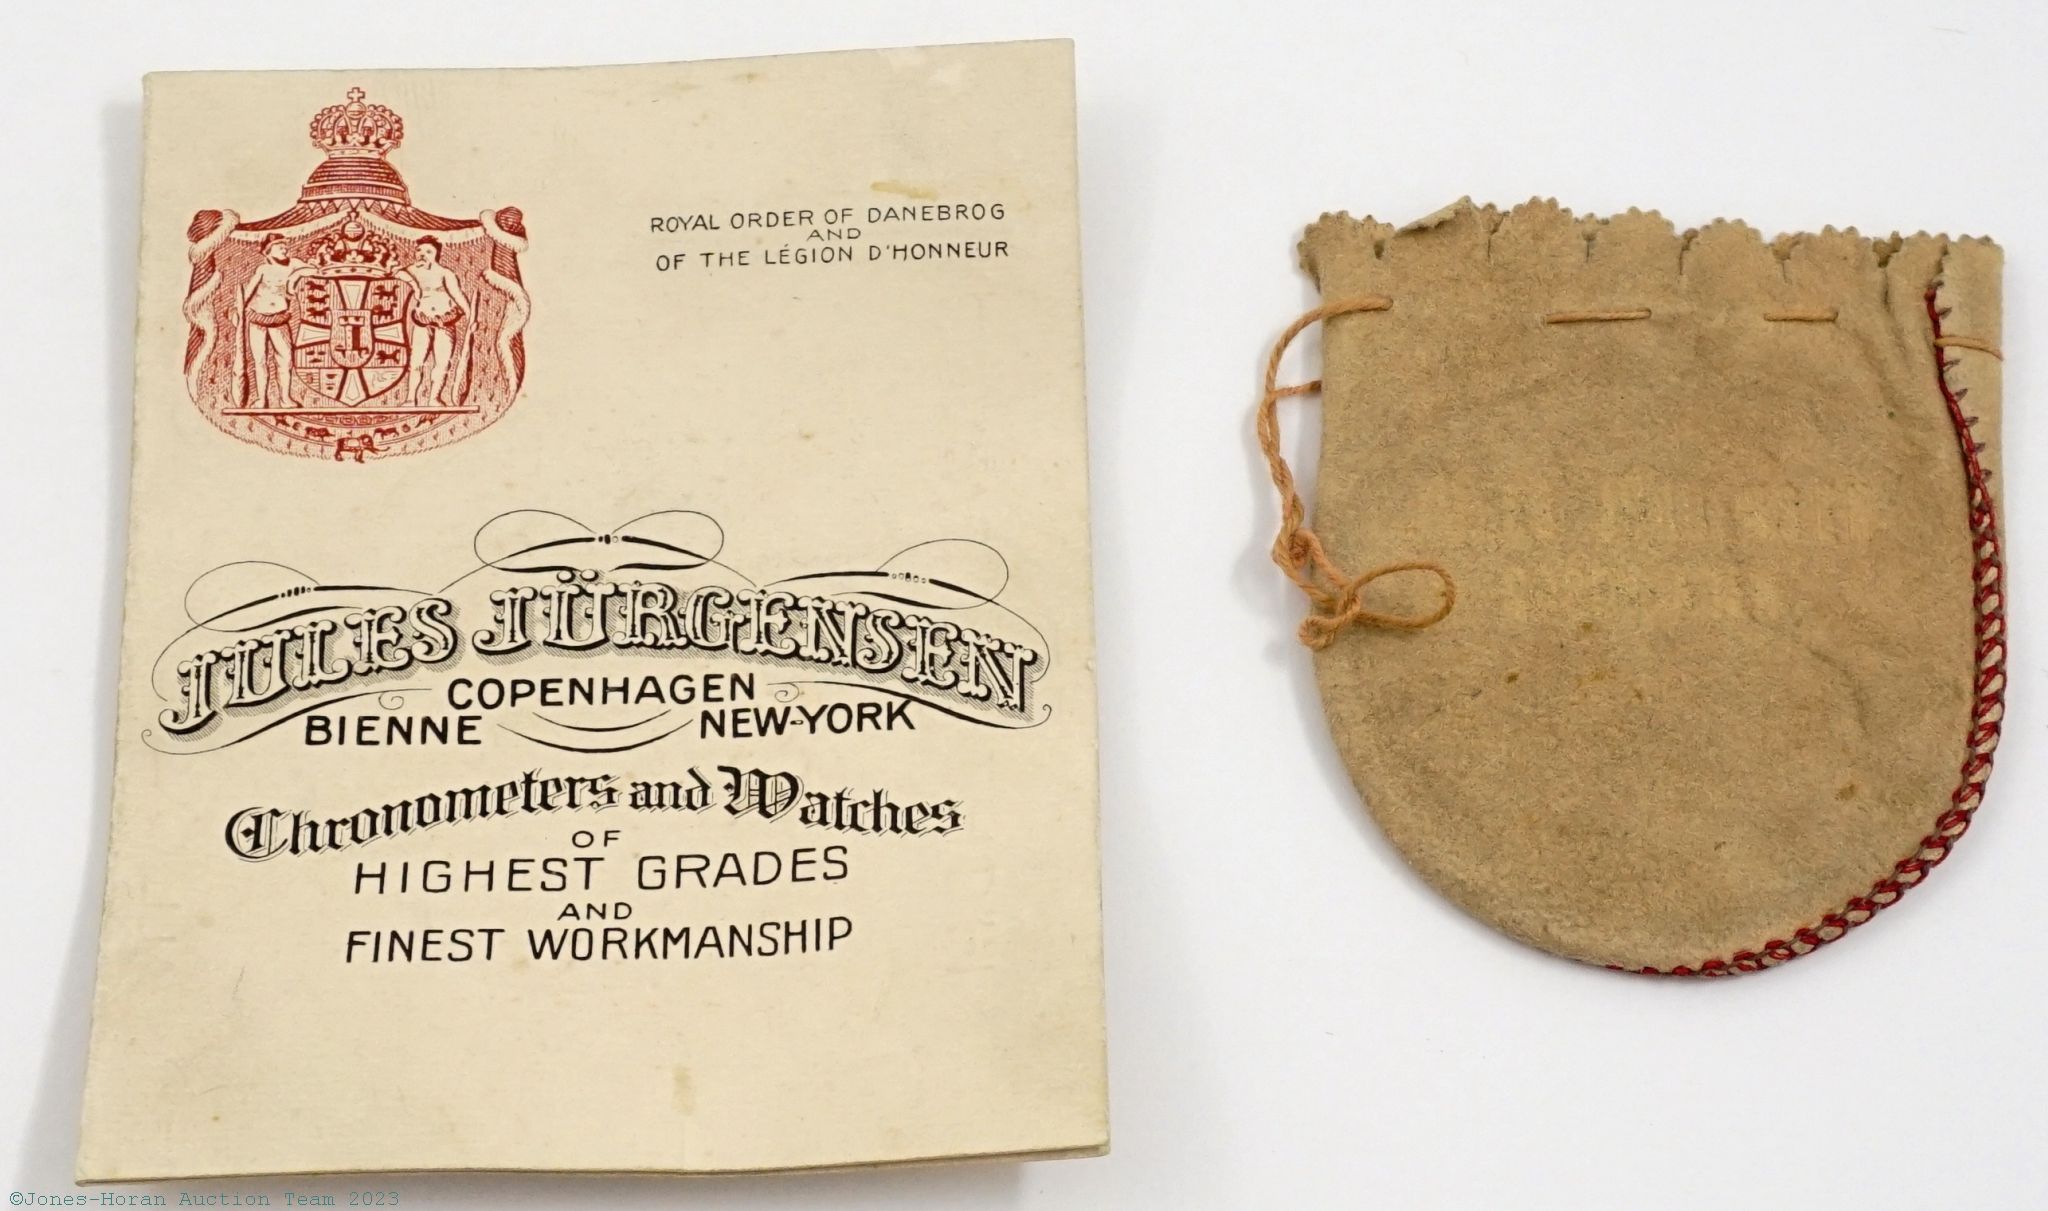 ROYAL ORDER OF DANEBROG
AND
OF THE LÉGION D'HONNEUR
JULES JÜRGENSEN
COPENHAGEN
BIENNE NEW-YORK
Chronometers and Watches
OF
HIGHEST GRADES
AND
FINEST WORKMANSHIP
©Jones-Horan Auction Team 2023